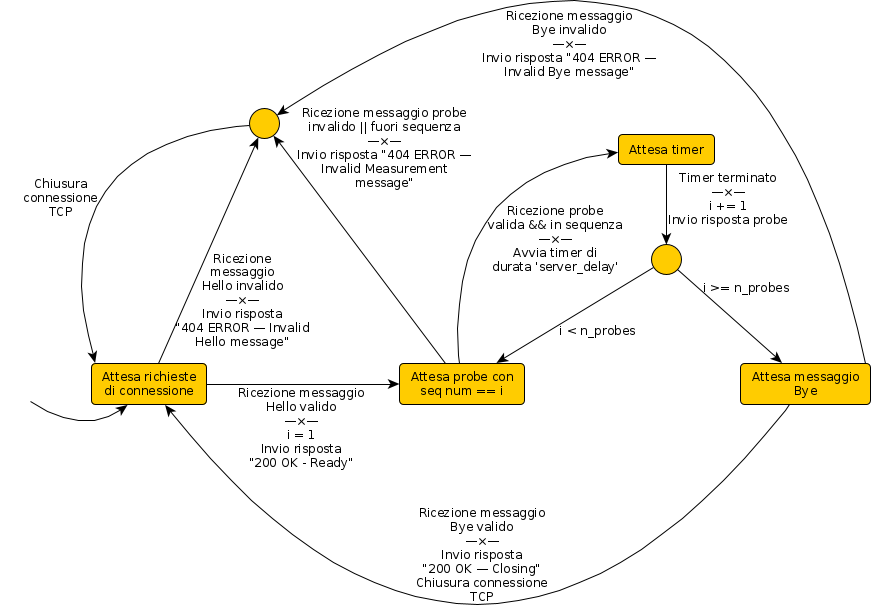 Ricezione messaggio
Bye invalido
—×—
Invio risposta "404 ERROR —
Invalid Bye message"
Ricezione messaggio probe
invalido || fuori sequenza
—×—
Invio risposta "404 ERROR —
Invalid Measurement
message"
Attesa timer
Chiusura
connessione
TCP
Timer terminato
—×—
i += 1
Invio risposta probe
Ricezione probe
valida && in sequenza
—×—
Avvia timer di
durata 'server_delay'
Ricezione
messaggio
Hello invalido
—×—
Invio risposta
"404 ERROR — Invalid
Hello message"
i >= n_probes
i < n_probes
Attesa richieste
di connessione
Attesa probe con
seq num == i
Attesa messaggio
Bye
Ricezione messaggio
Hello valido
—×—
i = 1
Invio risposta
"200 OK - Ready"
Ricezione messaggio
Bye valido
—×—
Invio risposta
"200 OK — Closing"
Chiusura connessione
TCP